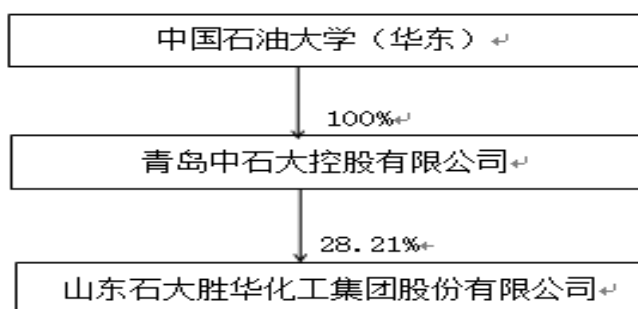 中国石油大学（华东）
100%
青岛中石大控股有限公司
28.21%
山东石大胜华化工集团股份有限公司